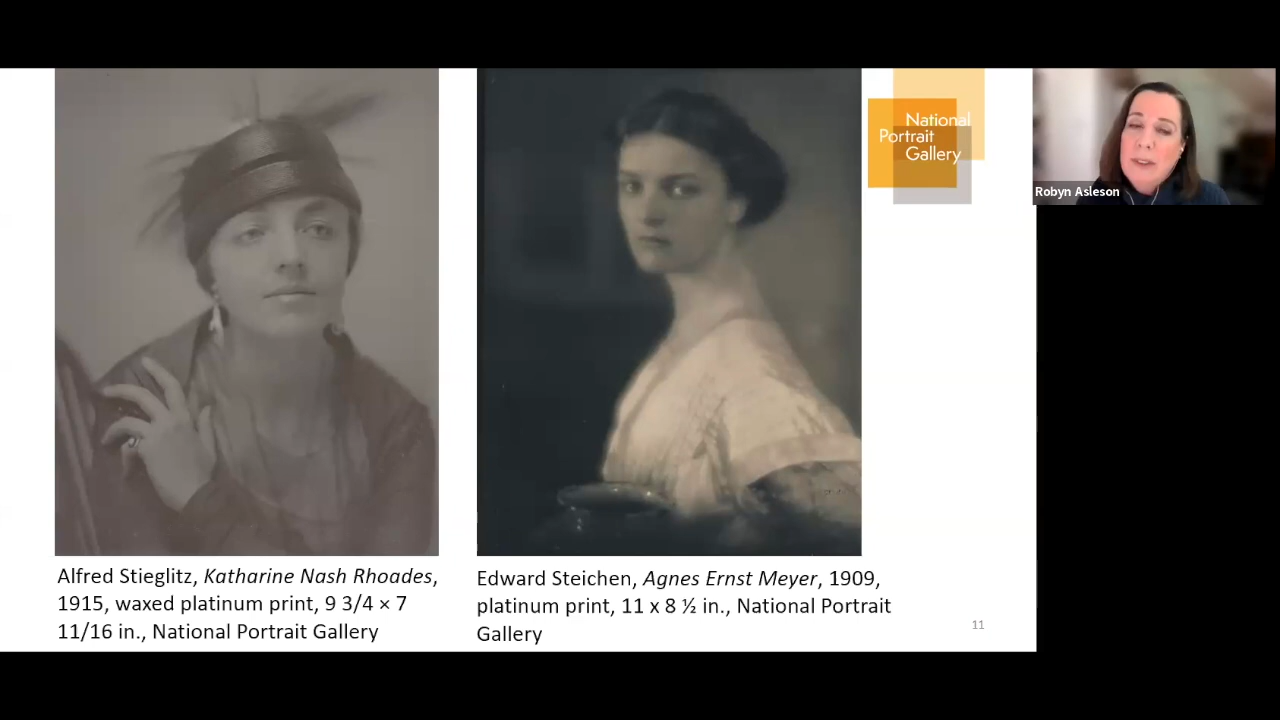 National
Portrait
Gallery
Robyn Asleson
Alfred Stieglitz, Katharine Nash Rhoades,
1915, waxed platinum print, 9 3/4 × 7
11/16 in., National Portrait Gallery
Edward Steichen, Agnes Ernst Meyer, 1909,
platinum print, 11 x 8 ½ in., National Portrait
Gallery
11